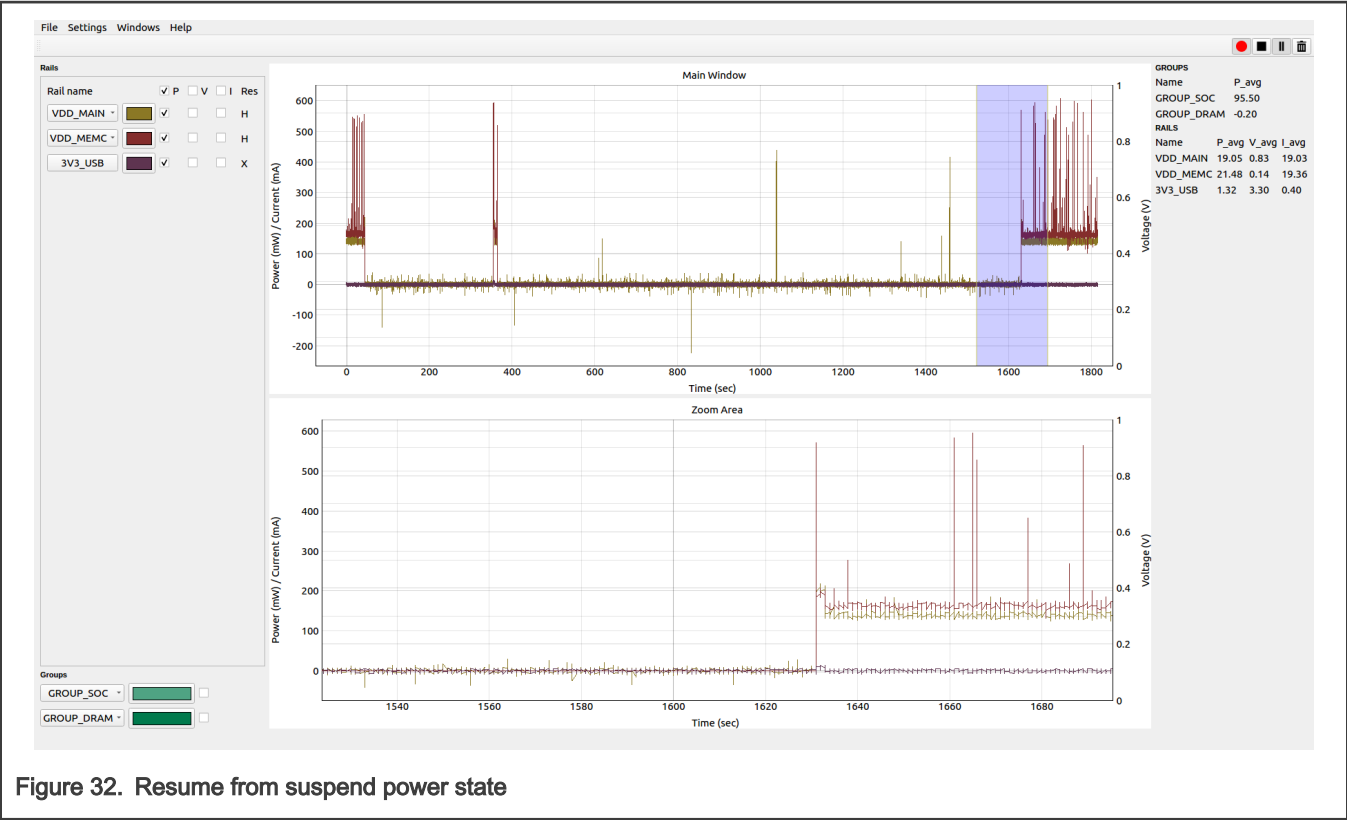 File Settings Windows Help
Rails
Rail name P V I Res
VDD_MAIN H
VDD_MEMC H
3V3_USB X
Groups
GROUP_SOC
GROUP_DRAM
Main Window
600
500
400
300
200
100
0
-100
-200
Power (mW) / Current (mA)
1
0.8
0.6
0.4
0.2
0
Voltage (V)
0 200 400 600 800 1000 1200 1400 1600 1800
Time (sec)
Zoom Area
600
500
400
300
200
100
0
Power (mW) / Current (mA)
1
0.8
0.6
0.4
0.2
0
Voltage (V)
1540 1560 1580 1600 1620 1640 1660 1680
Time (sec)
GROUPS
Name P_avg
GROUP_SOC 95.50
GROUP_DRAM -0.20
RAILS
Name P_avg V_avg I_avg
VDD_MAIN 19.05 0.83 19.03
VDD_MEMC 21.48 0.14 19.36
3V3_USB 1.32 3.30 0.40
Figure 32. Resume from suspend power state